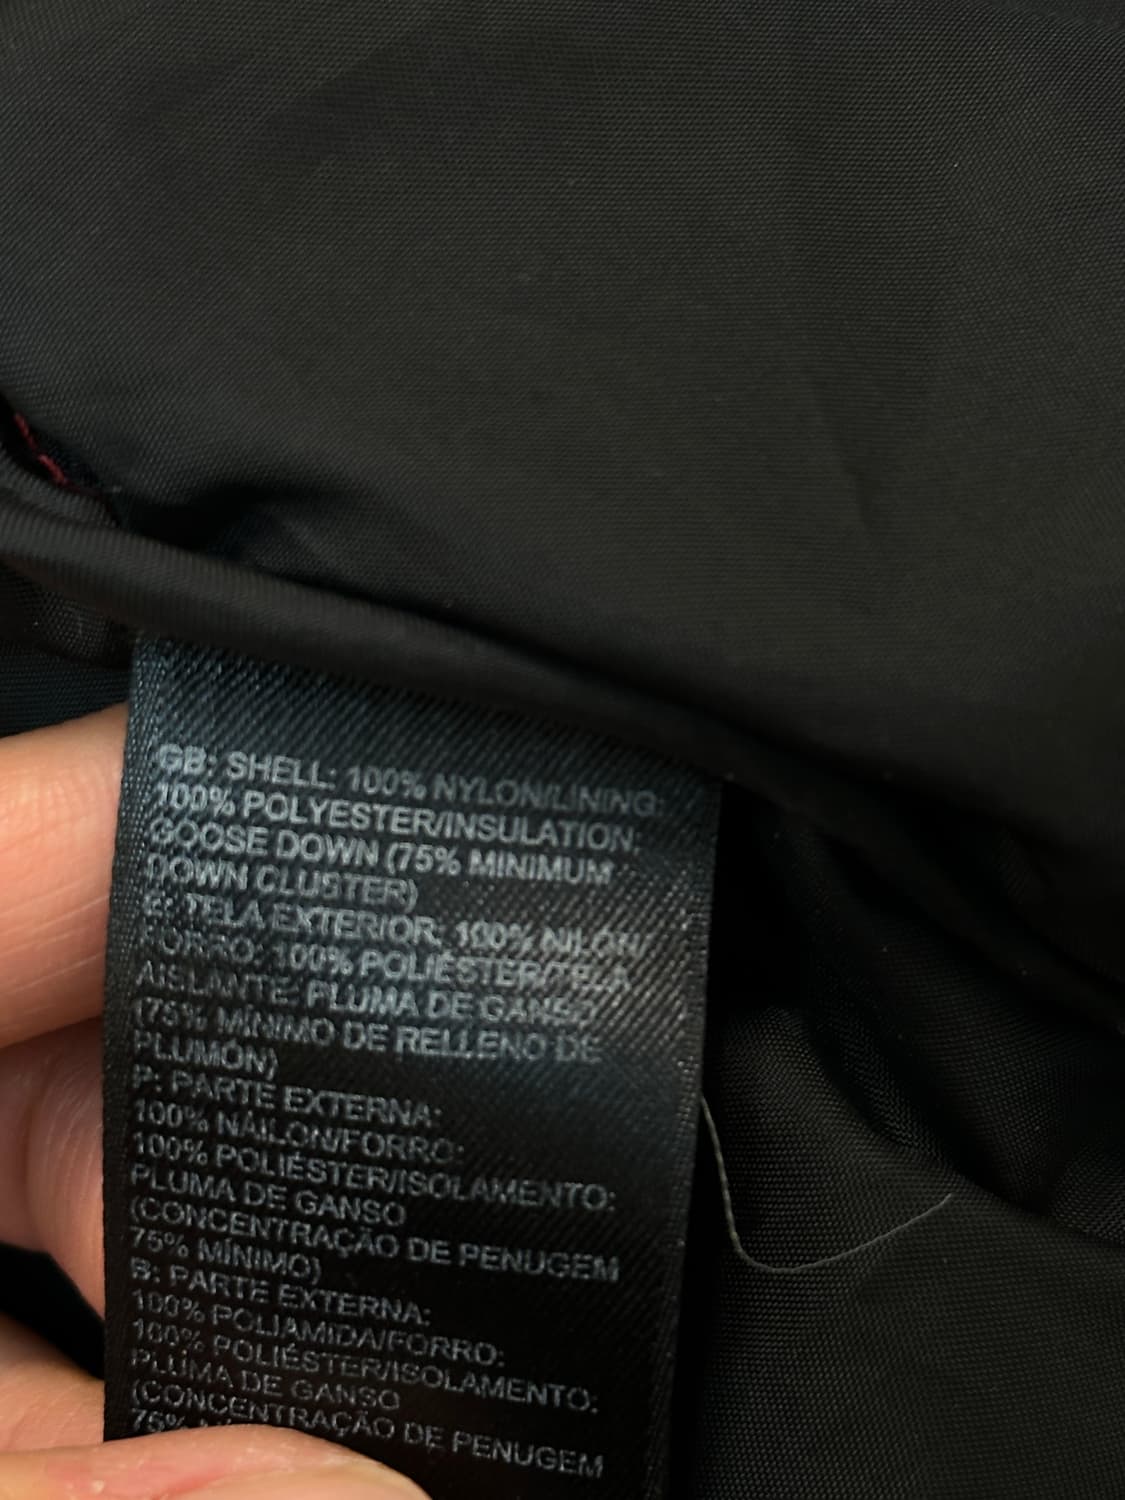 GB: SHELL: 100% NYLON/LINING:
100% POLYESTER/INSULATION:
GOOSE DOWN (75% MINIMUM
DOWN CLUSTER)
E: TELA EXTERIOR: 100% NILÓN/
FORRO: 100% POLIÉSTER/TELA
AISLANTE: PLUMA DE GANSO
(75% MÍNIMO DE RELLENO DE
PLUMÓN)
P: PARTE EXTERNA:
100% NÁILON/FORRO:
100% POLIÉSTER/ISOLAMENTO:
PLUMA DE GANSO
(CONCENTRAÇÃO DE PENUGEM
75% MÍNIMO)
B: PARTE EXTERNA:
100% POLIAMIDA/FORRO:
100% POLIÉSTER/ISOLAMENTO:
PLUMA DE GANSO
(CONCENTRAÇÃO DE PENUGEM
75%